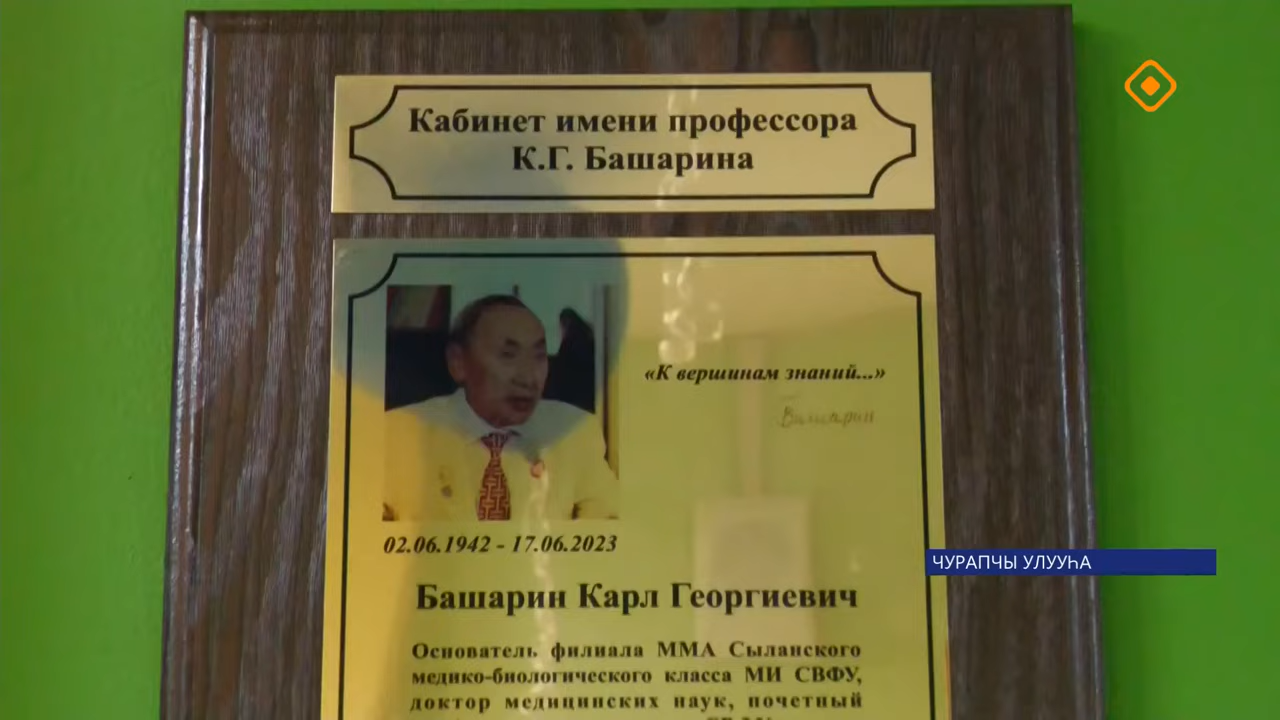 Кабинет имени профессора
К.Г. Башарина
«К вершинам знаний...»
Башарин
02.06.1942 - 17.06.2023
ЧУРАПЧЫ УЛУУҺА
Башарин Карл Георгиевич
Основатель филиала ММА Сыланского
медико-биологического класса МИ СВФУ,
доктор медицинских наук, почетный